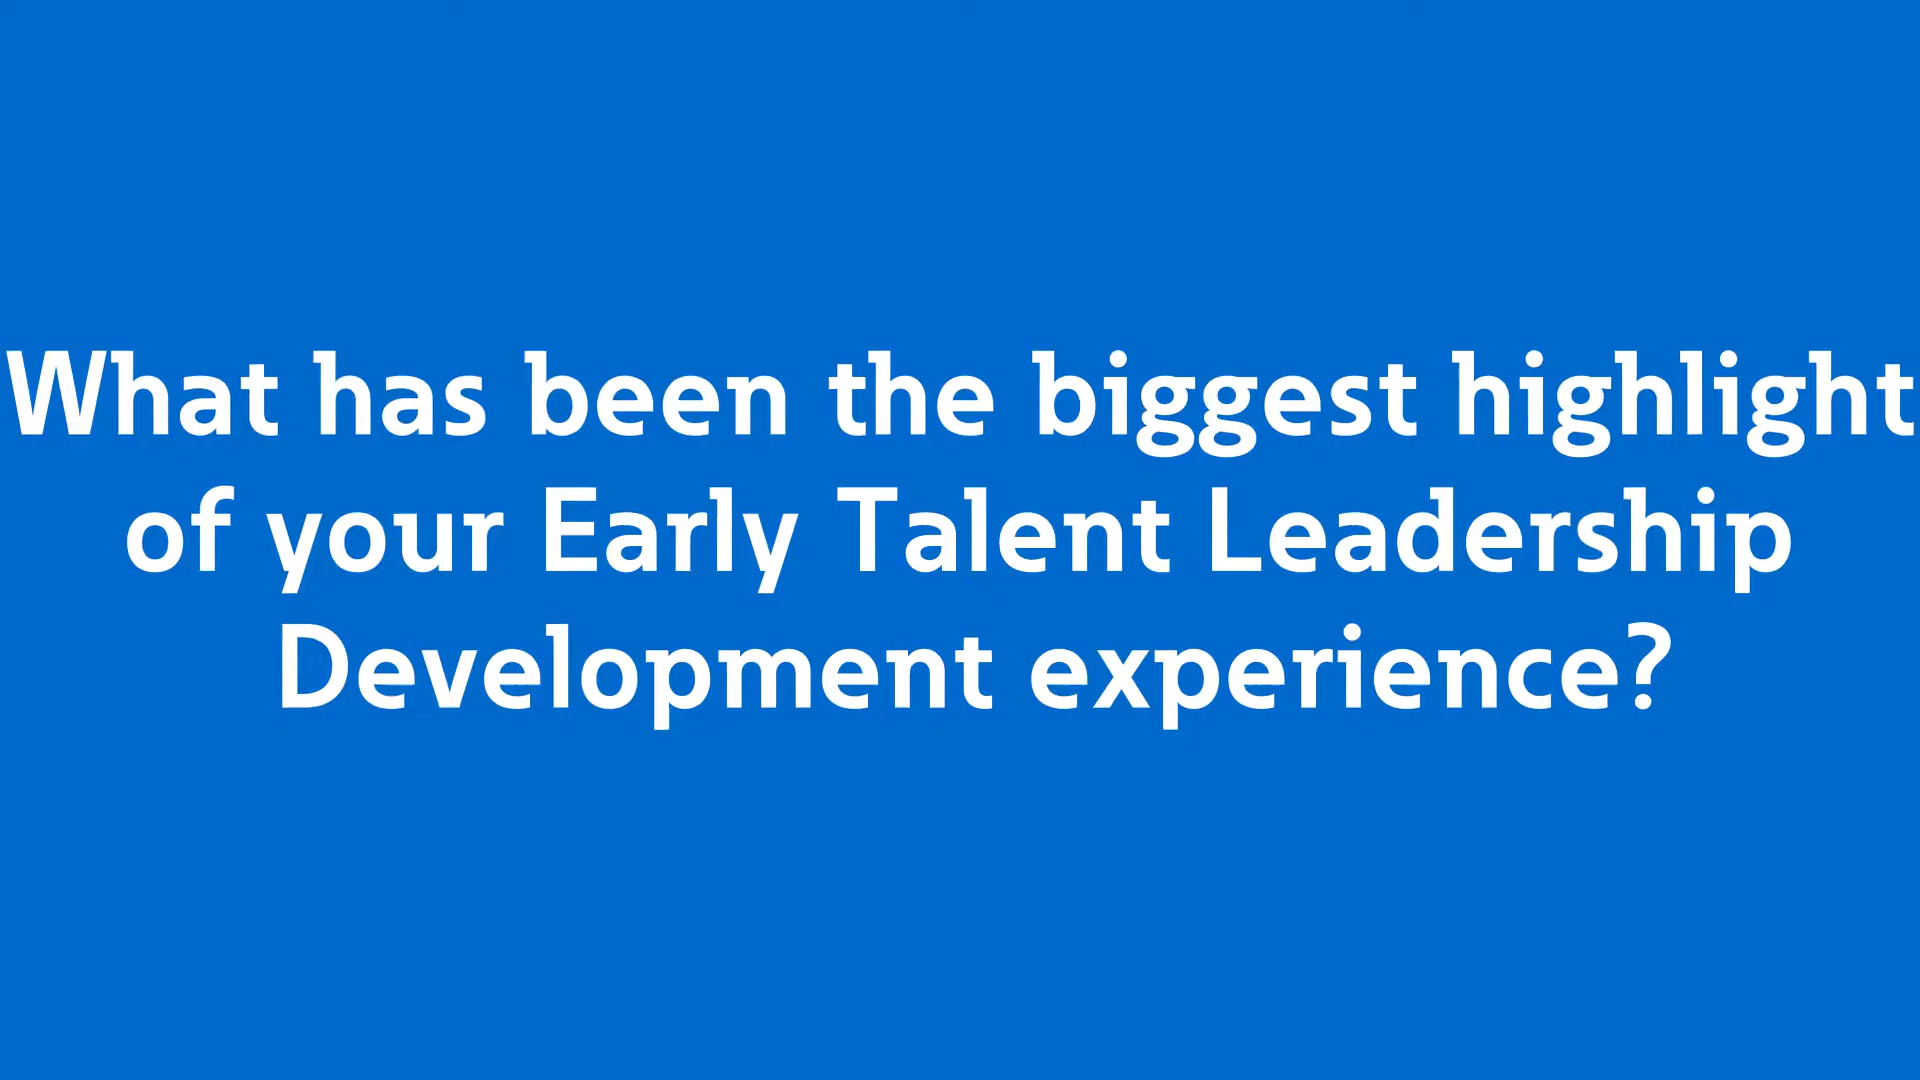 What has been the biggest highlight
of your Early Talent Leadership
Development experience?